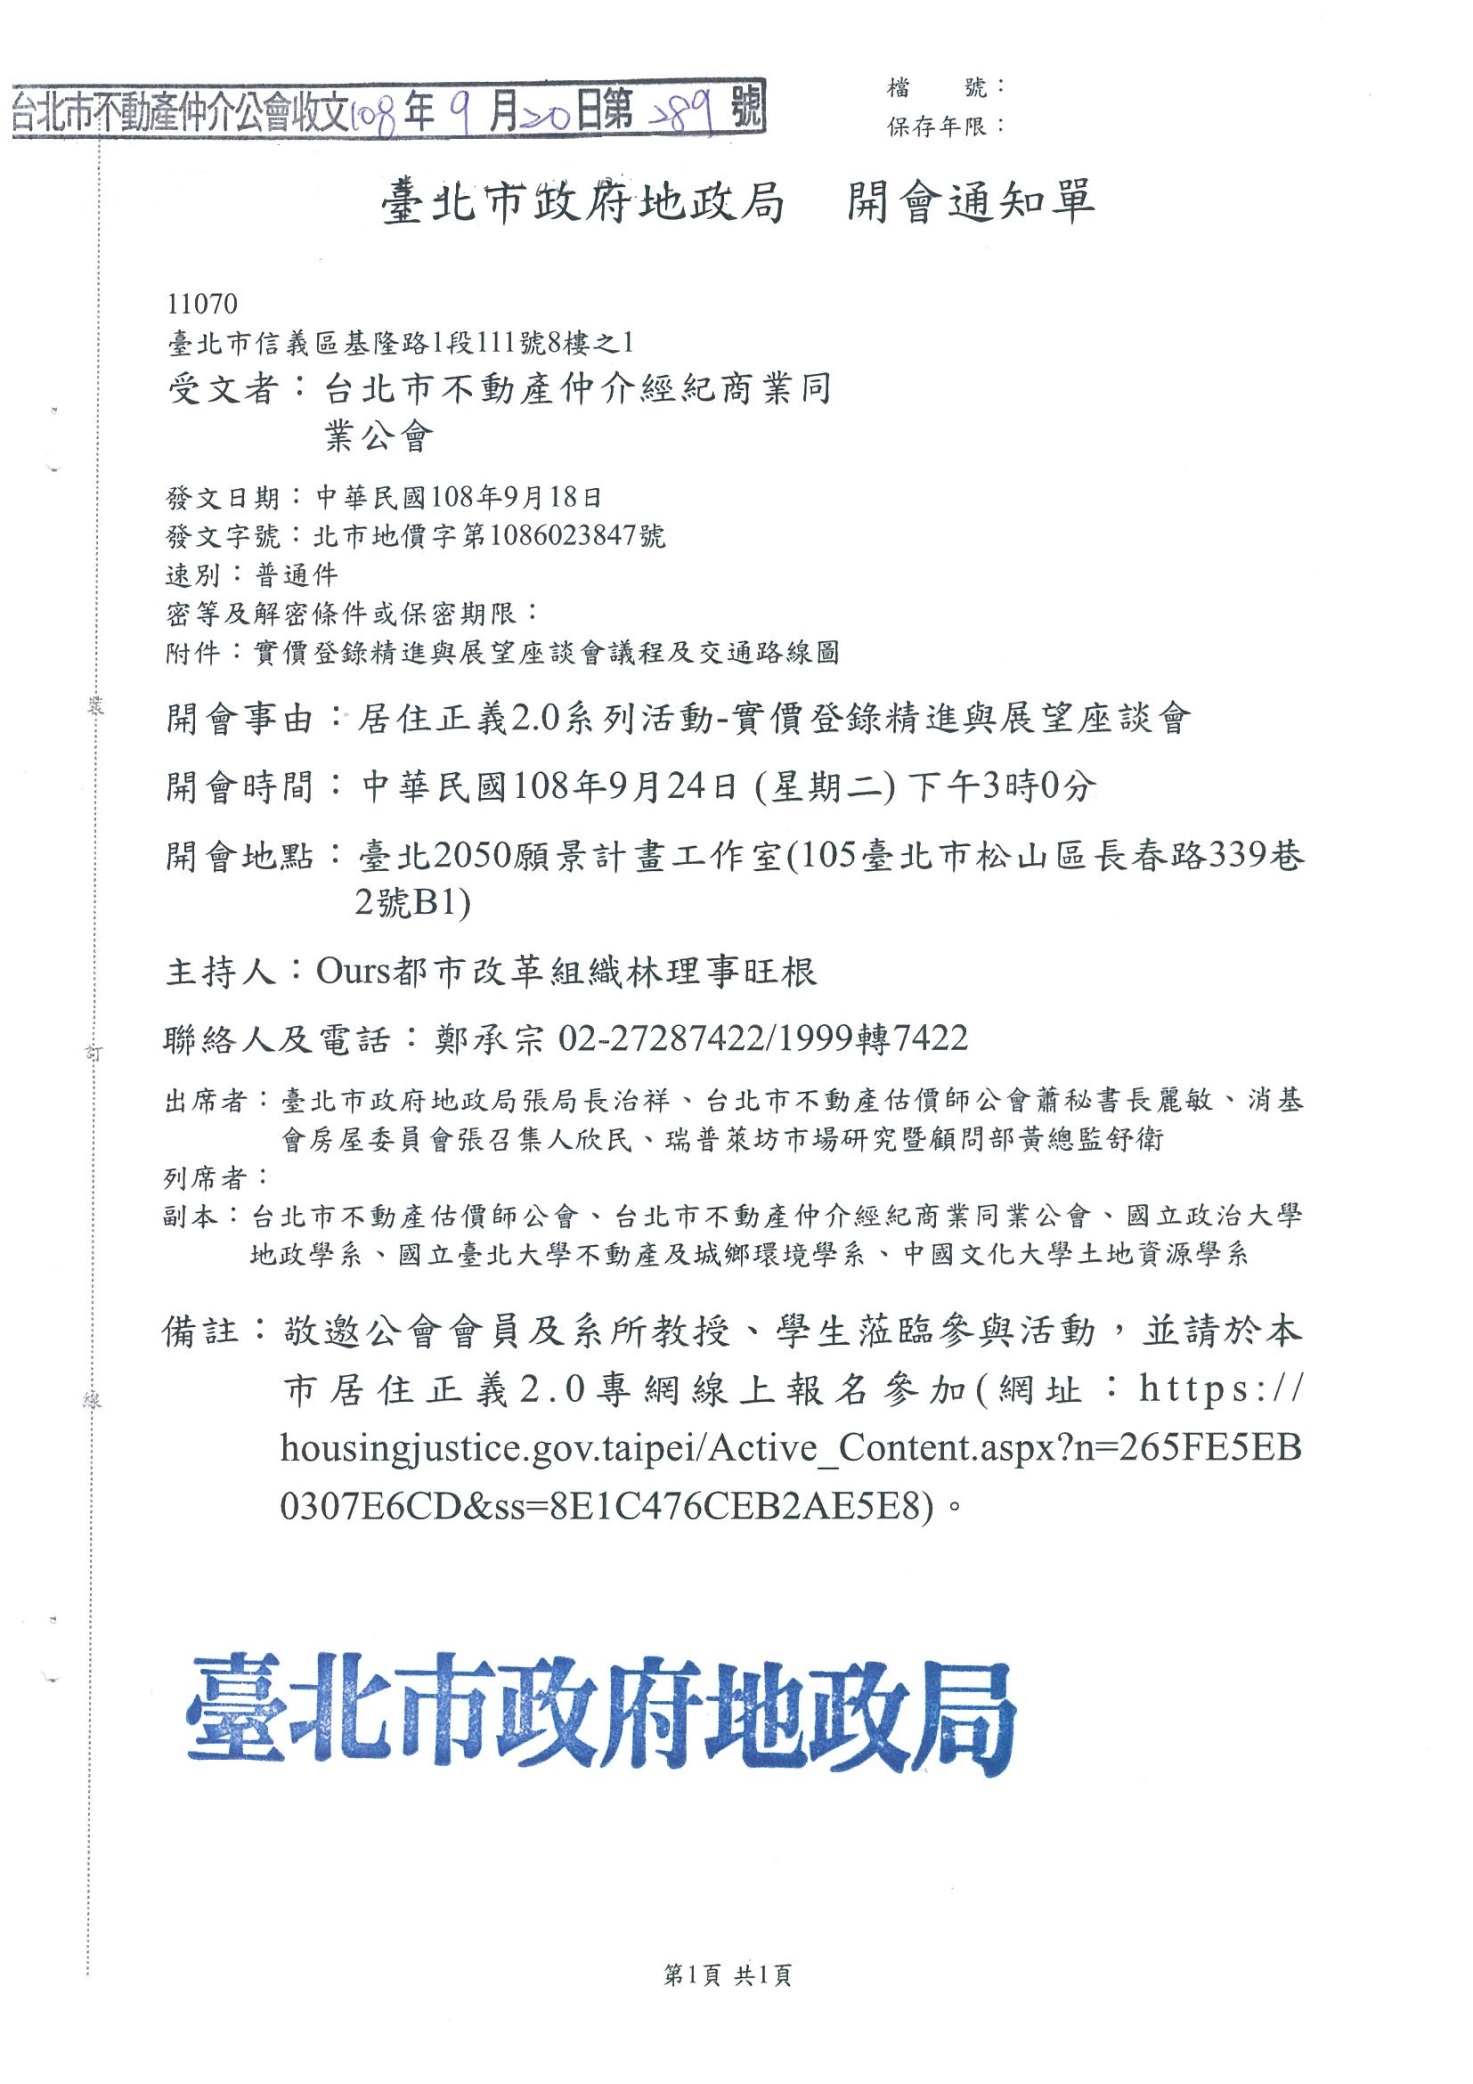 台北市不動產仲介公會收文108年9月20日第289號
檔　　號：
保存年限：
臺北市政府地政局　開會通知單
11070
臺北市信義區基隆路1段111號8樓之1
受文者：台北市不動產仲介經紀商業同
業公會
發文日期：中華民國108年9月18日
發文字號：北市地價字第1086023847號
速別：普通件
密等及解密條件或保密期限：
附件：實價登錄精進與展望座談會議程及交通路線圖
開會事由：居住正義2.0系列活動-實價登錄精進與展望座談會
開會時間：中華民國108年9月24日 (星期二) 下午3時0分
開會地點：臺北2050願景計畫工作室(105臺北市松山區長春路339巷
2號B1)
主持人：Ours都市改革組織林理事旺根
聯絡人及電話：鄭承宗 02-27287422/1999轉7422
出席者：臺北市政府地政局張局長治祥、台北市不動產估價師公會蕭秘書長麗敏、消基
會房屋委員會張召集人欣民、瑞普萊坊市場研究暨顧問部黃總監舒衛
列席者：
副本：台北市不動產估價師公會、台北市不動產仲介經紀商業同業公會、國立政治大學
地政學系、國立臺北大學不動產及城鄉環境學系、中國文化大學土地資源學系
備註：敬邀公會會員及系所教授、學生蒞臨參與活動，並請於本
市居住正義2.0專網線上報名參加(網址：https://
housingjustice.gov.taipei/Active_Content.aspx?n=265FE5EB
0307E6CD&ss=8E1C476CEB2AE5E8)。
裝
訂
線
臺北市政府地政局
第1頁 共1頁